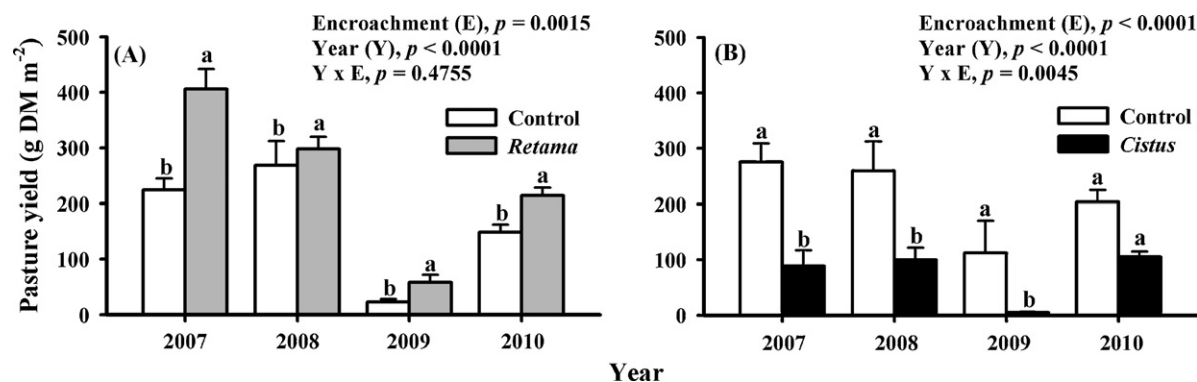 Encroachment (E), p = 0.0015
Year (Y), p < 0.0001
Y x E, p = 0.4755
Encroachment (E), p < 0.0001
Year (Y), p < 0.0001
Y x E, p = 0.0045
Pasture yield (g DM m⁻²)
500
400
300
200
100
0
(A)
Control
Retama
b
a
b
a
b
a
b
a
2007
2008
2009
2010
500
400
300
200
100
0
(B)
Control
Cistus
a
b
a
b
a
b
a
a
2007
2008
2009
2010
Year